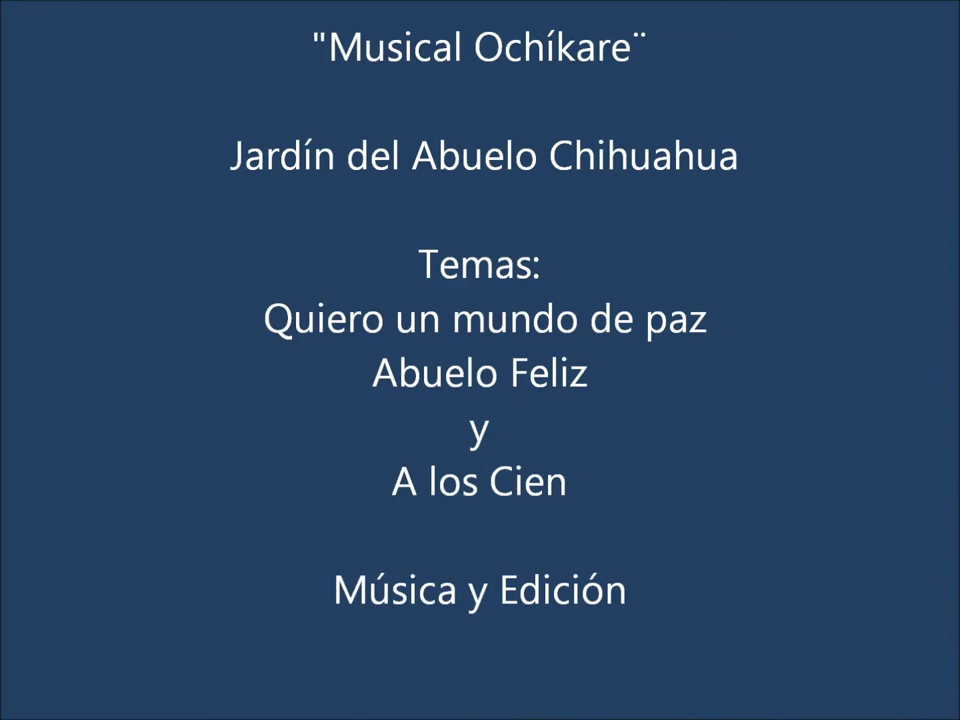 "Musical Ochíkare¨
Jardín del Abuelo Chihuahua
Temas:
Quiero un mundo de paz
Abuelo Feliz
y
A los Cien
Música y Edición